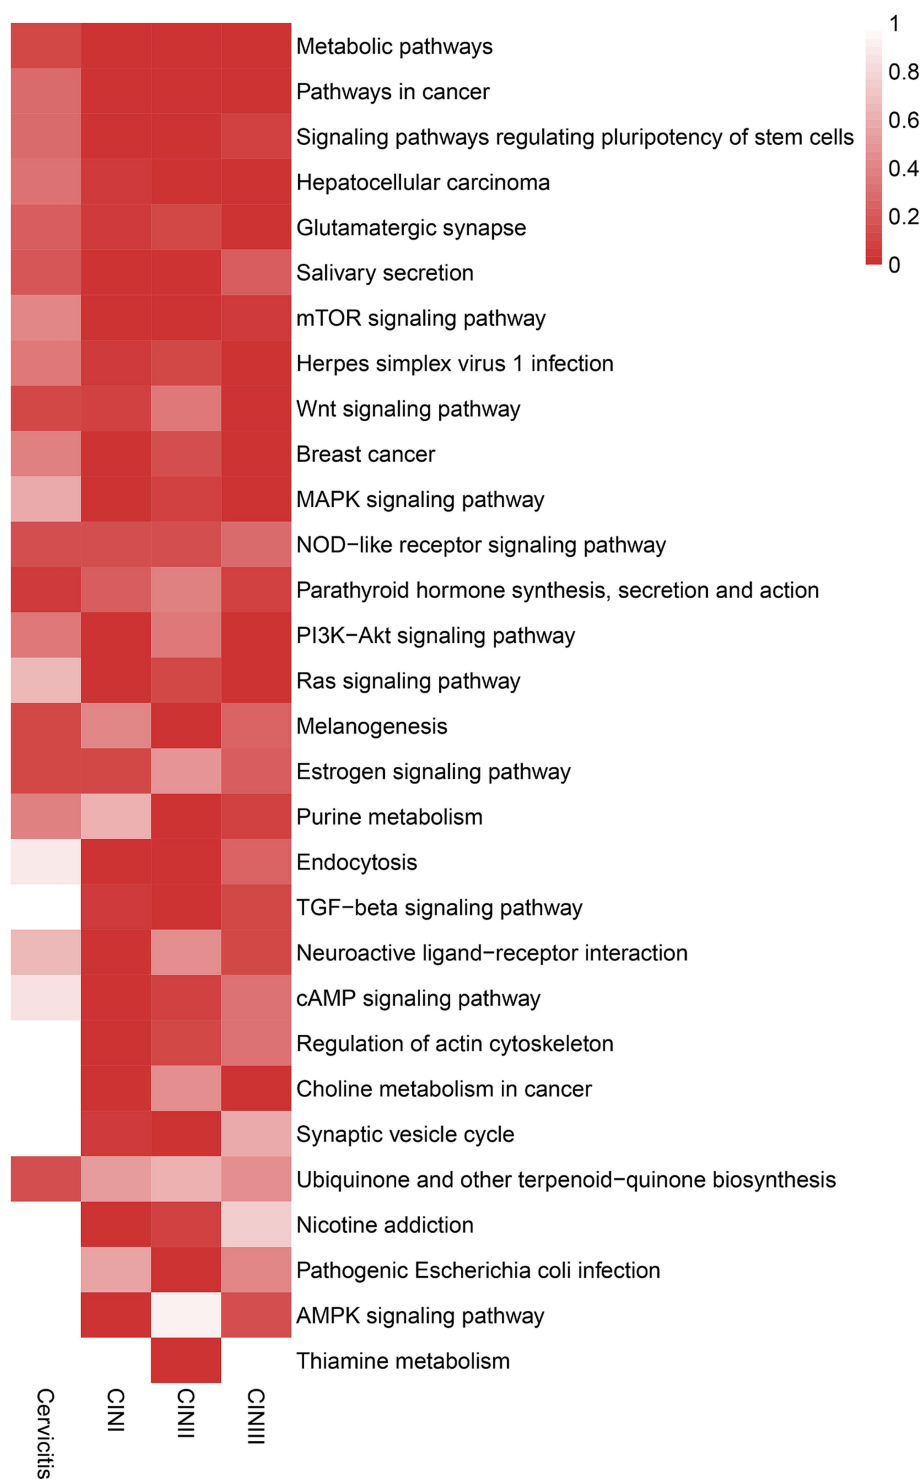 Metabolic pathways
Pathways in cancer
Signaling pathways regulating pluripotency of stem cells
Hepatocellular carcinoma
Glutamatergic synapse
Salivary secretion
mTOR signaling pathway
Herpes simplex virus 1 infection
Wnt signaling pathway
Breast cancer
MAPK signaling pathway
NOD−like receptor signaling pathway
Parathyroid hormone synthesis, secretion and action
PI3K−Akt signaling pathway
Ras signaling pathway
Melanogenesis
Estrogen signaling pathway
Purine metabolism
Endocytosis
TGF−beta signaling pathway
Neuroactive ligand−receptor interaction
cAMP signaling pathway
Regulation of actin cytoskeleton
Choline metabolism in cancer
Synaptic vesicle cycle
Ubiquinone and other terpenoid−quinone biosynthesis
Nicotine addiction
Pathogenic Escherichia coli infection
AMPK signaling pathway
Thiamine metabolism
Cervicitis
CINI
CINII
CINIII
1
0.8
0.6
0.4
0.2
0